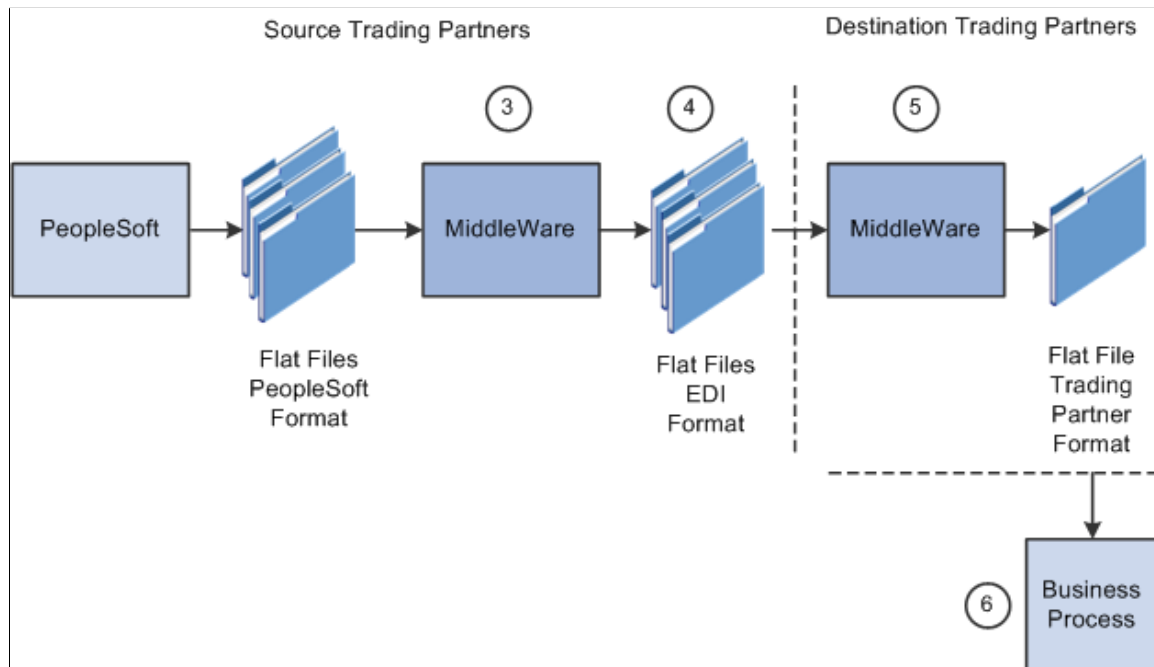 Source Trading Partners
Destination Trading Partners
3
4
5
PeopleSoft
MiddleWare
MiddleWare
Flat Files
PeopleSoft
Format
Flat Files
EDI
Format
Flat File
Trading
Partner
Format
6
Business
Process